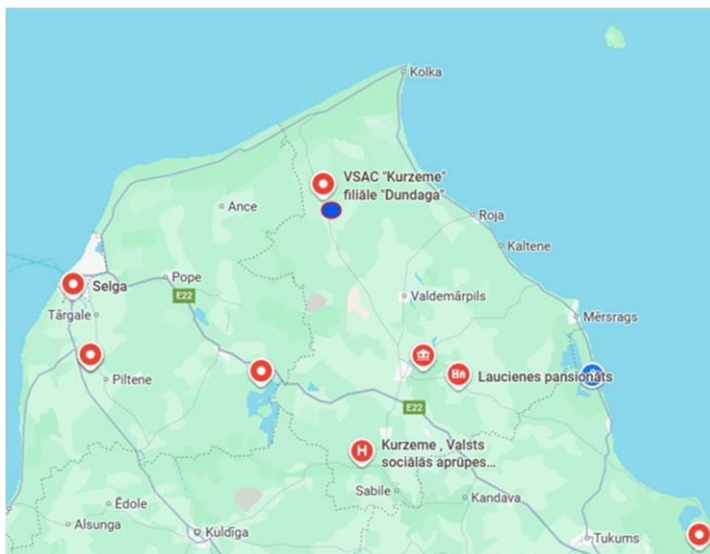 Kolka
VSAC "Kurzeme"
filiāle "Dundaga"
Ance
Roja
Kaltene
Selga
Pope
E22
Tārgale
Valdemārpils
Mērsrags
Piltene
Laucienes pansionāts
E22
Kurzeme , Valsts
sociālās aprūpes...
Sabile
Kandava
Ēdole
Alsunga
Kuldīga
Tukums
H